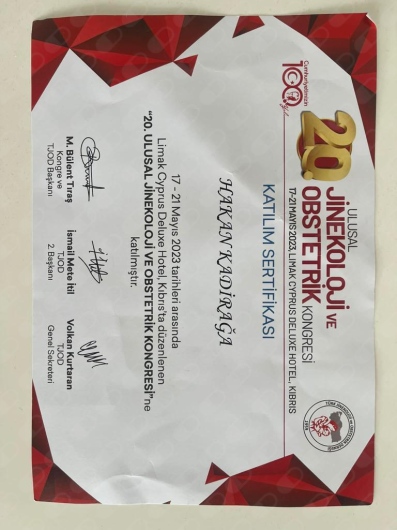 Cumhuriyetimizin
100.
yıl
20.
ULUSAL
JİNEKOLOJİ VE
OBSTETRİK KONGRESİ
17-21 MAYIS 2023, LIMAK CYPRUS DELUXE HOTEL, KIBRIS
KATILIM SERTİFİKASI
HAKAN KADİRAĞA
17 - 21 Mayıs 2023 tarihleri arasında
Limak Cyprus Deluxe Hotel, Kıbrıs'ta düzenlenen
"20. ULUSAL JİNEKOLOJİ VE OBSTETRİK KONGRESİ"ne
katılmıştır.
M. Bülent Tıraş
Kongre ve
TJOD Başkanı
İsmail Mete İtil
TJOD
2. Başkanı
Volkan Kurtaran
TJOD
Genel Sekreteri